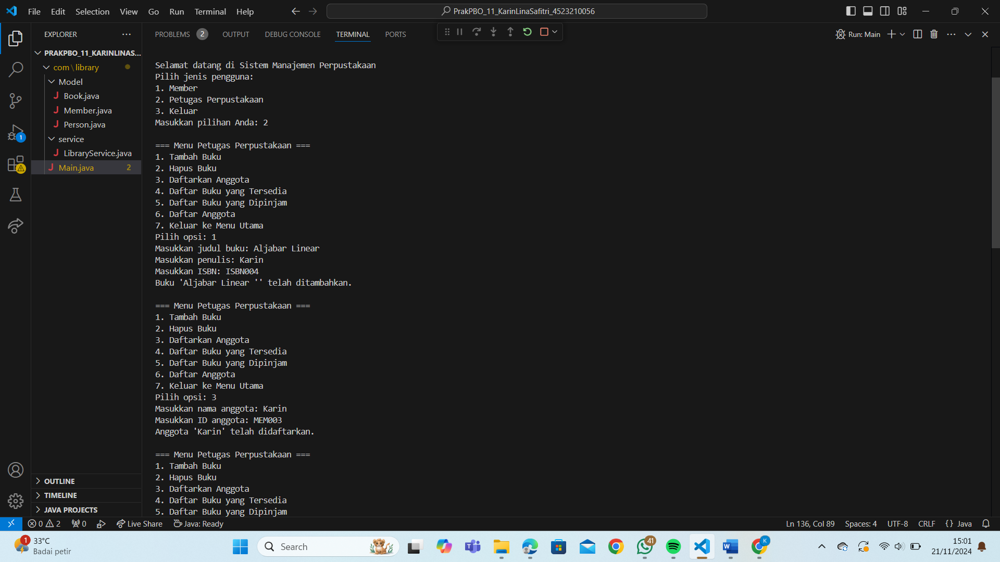 File Edit Selection View Go Run Terminal Help
PrakPBO_11_KarinLinaSafitri_4523210056
EXPLORER
PROBLEMS 2 OUTPUT DEBUG CONSOLE TERMINAL PORTS
Run: Main
PRAKPBO_11_KARINLINAS...
com\library
Model
Book.java
Member.java
Person.java
service
LibraryService.java
Main.java 2
1
OUTLINE
TIMELINE
JAVA PROJECTS
Selamat datang di Sistem Manajemen Perpustakaan
Pilih jenis pengguna:
1. Member
2. Petugas Perpustakaan
3. Keluar
Masukkan pilihan Anda: 2
=== Menu Petugas Perpustakaan ===
1. Tambah Buku
2. Hapus Buku
3. Daftarkan Anggota
4. Daftar Buku yang Tersedia
5. Daftar Buku yang Dipinjam
6. Daftar Anggota
7. Keluar ke Menu Utama
Pilih opsi: 1
Masukkan judul buku: Aljabar Linear
Masukkan penulis: Karin
Masukkan ISBN: ISBN004
Buku 'Aljabar Linear '' telah ditambahkan.
=== Menu Petugas Perpustakaan ===
1. Tambah Buku
2. Hapus Buku
3. Daftarkan Anggota
4. Daftar Buku yang Tersedia
5. Daftar Buku yang Dipinjam
6. Daftar Anggota
7. Keluar ke Menu Utama
Pilih opsi: 3
Masukkan nama anggota: Karin
Masukkan ID anggota: MEM003
Anggota 'Karin' telah didaftarkan.
=== Menu Petugas Perpustakaan ===
1. Tambah Buku
2. Hapus Buku
3. Daftarkan Anggota
4. Daftar Buku yang Tersedia
5. Daftar Buku yang Dipinjam
0 2 0 Live Share Java: Ready
Ln 136, Col 89 Spaces: 4 UTF-8 CRLF {} Java
1 33°C
Badai petir
Search
41
K
15:01
21/11/2024